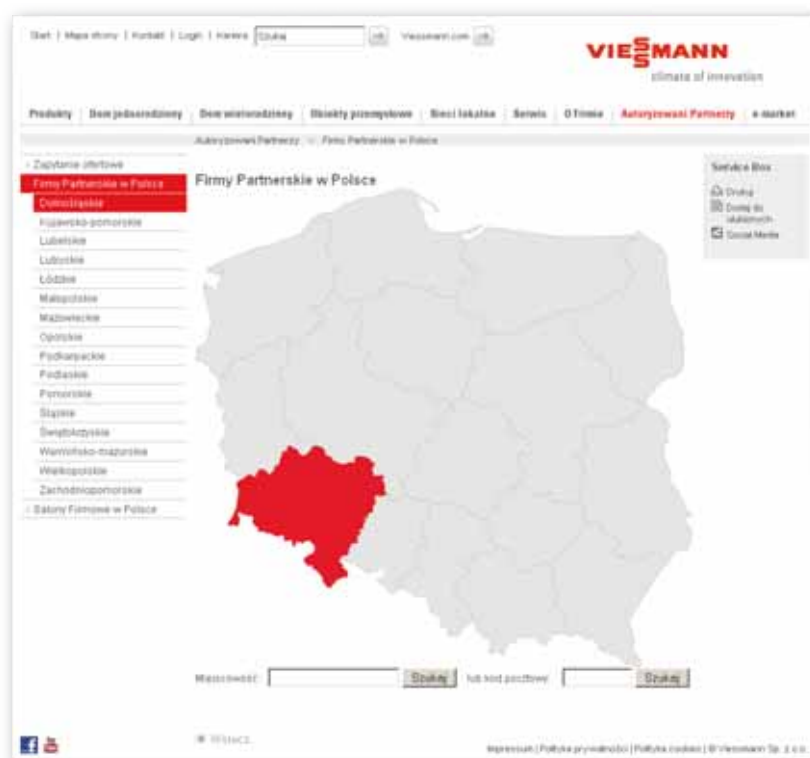 Start | Mapa strony | Kontakt | Login | Kariera Szukaj ok Viessmann.com ok
VIESSMANN
climate of innovation
Produkty | Dom jednorodzinny | Dom wielorodzinny | Obiekty przemysłowe | Sieci lokalne | Serwis | O firmie | Autoryzowani Partnerzy | e-market
Autoryzowani Partnerzy > Firmy Partnerskie w Polsce
Zapytanie ofertowe
Firmy Partnerskie w Polsce
Dolnośląskie
Kujawsko-pomorskie
Lubelskie
Lubuskie
Łódzkie
Małopolskie
Mazowieckie
Opolskie
Podkarpackie
Podlaskie
Pomorskie
Śląskie
Świętokrzyskie
Warmińsko-mazurskie
Wielkopolskie
Zachodniopomorskie
Salony Firmowe w Polsce
Firmy Partnerskie w Polsce
Service Box
Drukuj
Dodaj do
ulubionych
Social Media
Miejscowość: Szukaj lub kod pocztowy: Szukaj
Wstecz
Impressum | Polityka prywatności | Polityka cookies | © Viessmann Sp. z o.o.